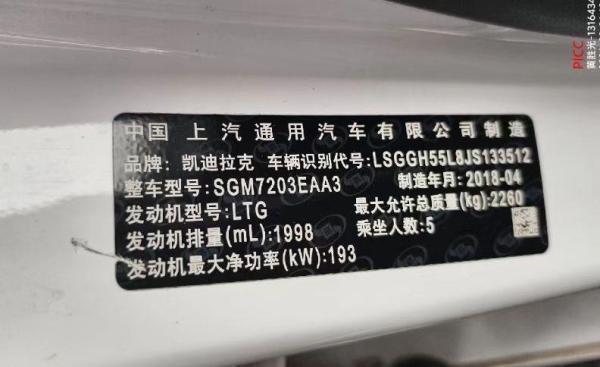 中国 上汽通用汽车有限公司制造
品牌: 凯迪拉克 车辆识别代号:LSGGH55L8JS133512
整车型号:SGM7203EAA3 制造年月:2018-04
发动机型号:LTG 最大允许总质量(kg):2260
发动机排量(mL):1998 乘坐人数:5
发动机最大净功率(kW):193
PICC